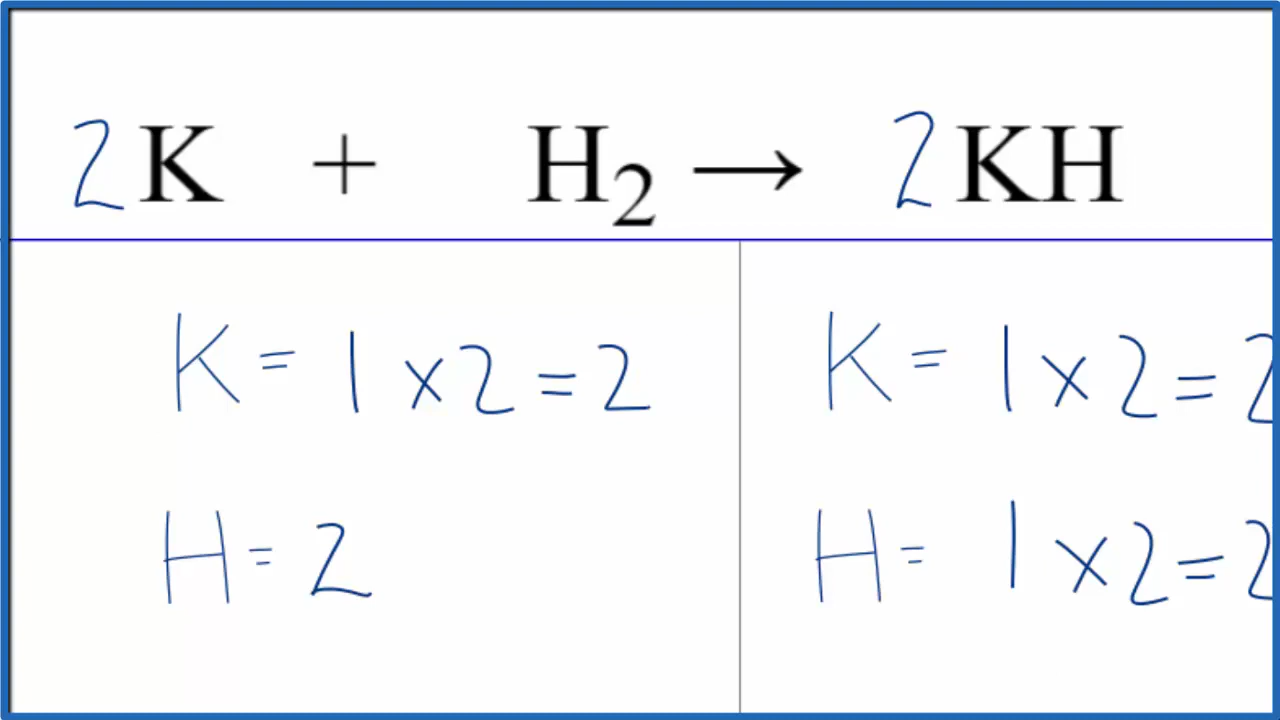 2K + H₂ → 2KH
K = 1 x 2 = 2
K = 1 x 2 = 2
H = 2
H = 1 x 2 = 2